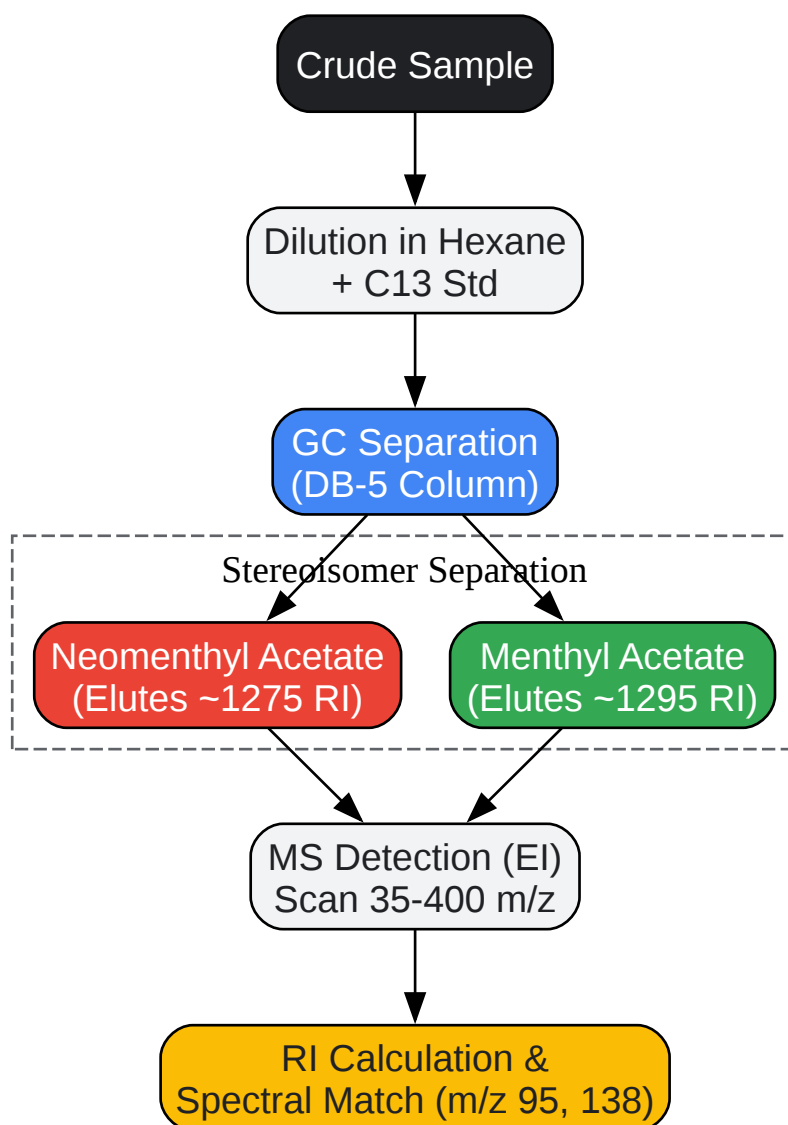 Crude Sample
Dilution in Hexane
+ C13 Std
GC Separation
(DB-5 Column)
Stereoisomer Separation
Neomenthyl Acetate
(Elutes ~1275 RI)
Menthyl Acetate
(Elutes ~1295 RI)
MS Detection (EI)
Scan 35-400 m/z
RI Calculation &
Spectral Match (m/z 95, 138)